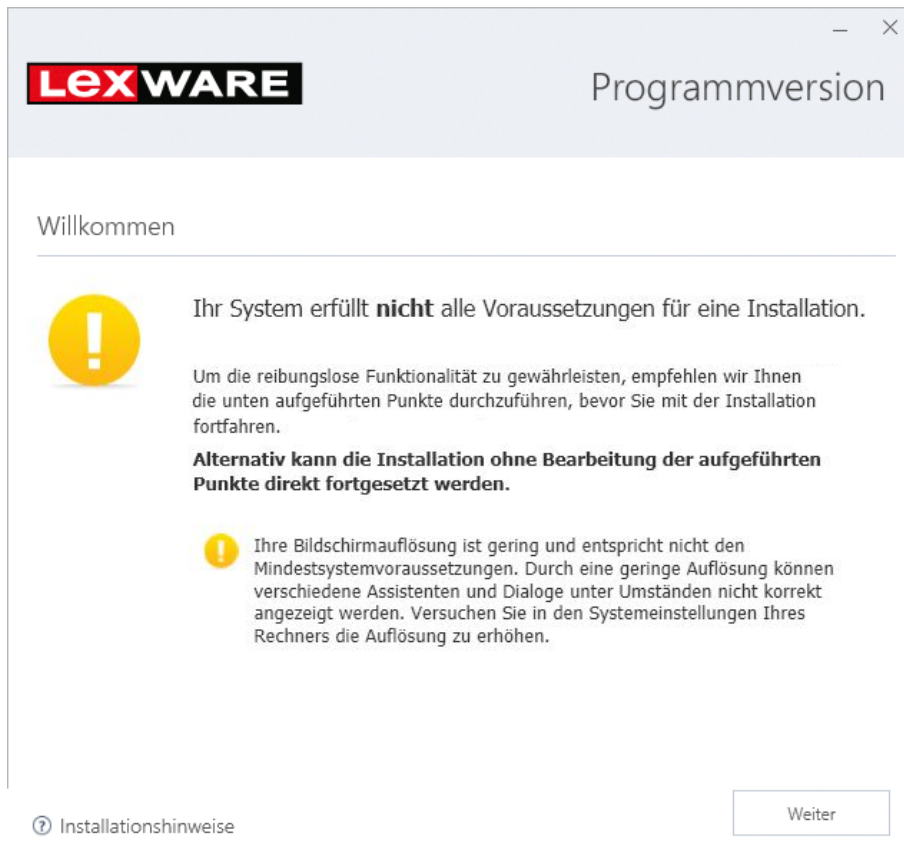 LEXWARE
Programmversion
Willkommen
Ihr System erfüllt nicht alle Voraussetzungen für eine Installation.
Um die reibungslose Funktionalität zu gewährleisten, empfehlen wir Ihnen
die unten aufgeführten Punkte durchzuführen, bevor Sie mit der Installation
fortfahren.
Alternativ kann die Installation ohne Bearbeitung der aufgeführten
Punkte direkt fortgesetzt werden.
Ihre Bildschirmauflösung ist gering und entspricht nicht den
Mindestsystemvoraussetzungen. Durch eine geringe Auflösung können
verschiedene Assistenten und Dialoge unter Umständen nicht korrekt
angezeigt werden. Versuchen Sie in den Systemeinstellungen Ihres
Rechners die Auflösung zu erhöhen.
Installationshinweise
Weiter